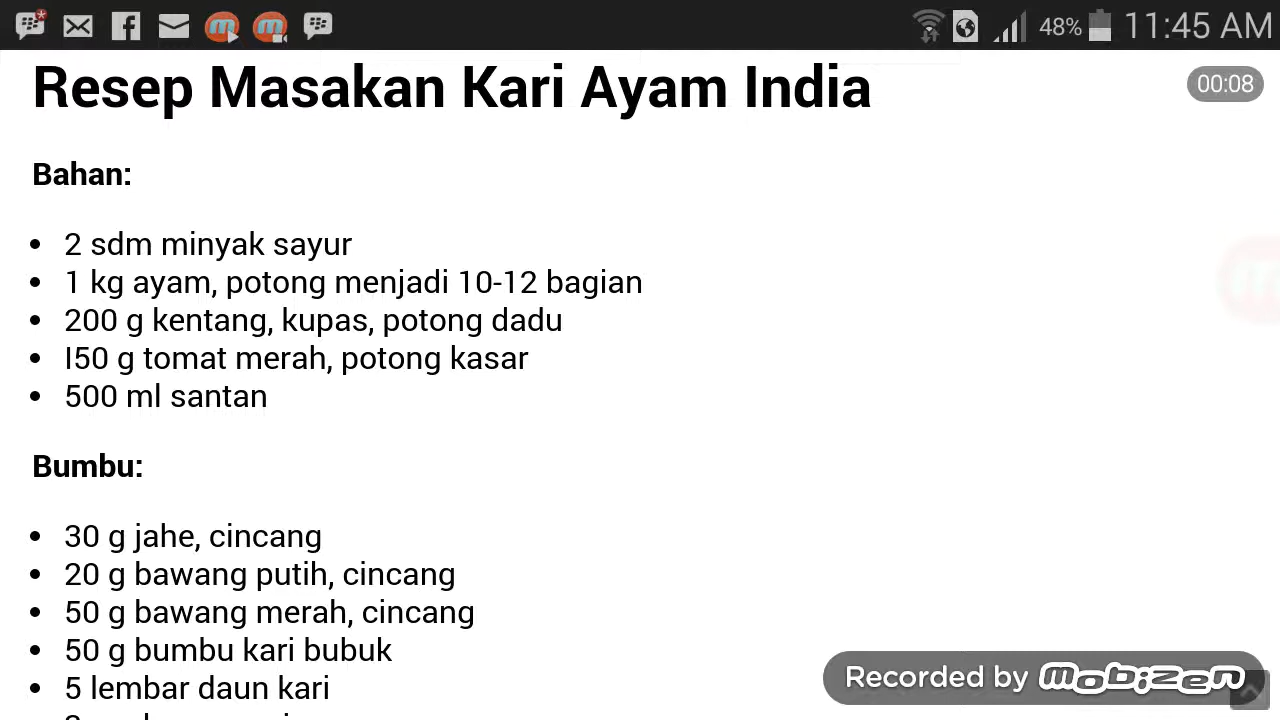 48% 11:45 AM
Resep Masakan Kari Ayam India
00:08
Bahan:
• 2 sdm minyak sayur
• 1 kg ayam, potong menjadi 10-12 bagian
• 200 g kentang, kupas, potong dadu
• I50 g tomat merah, potong kasar
• 500 ml santan
Bumbu:
• 30 g jahe, cincang
• 20 g bawang putih, cincang
• 50 g bawang merah, cincang
• 50 g bumbu kari bubuk
• 5 lembar daun kari
Recorded by mobizen